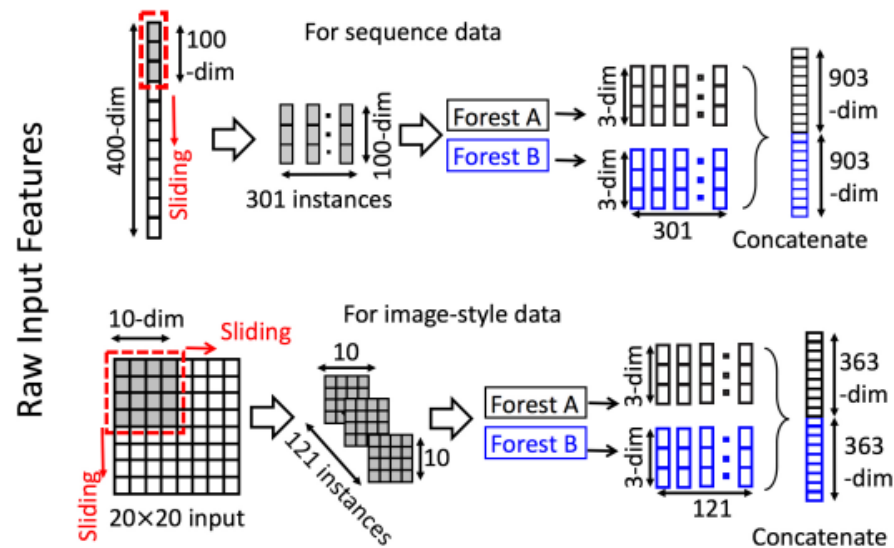 Raw Input Features
For sequence data
400-dim
100
-dim
Sliding
301 instances
100-dim
Forest A
Forest B
3-dim
3-dim
301
903
-dim
903
-dim
Concatenate
For image-style data
10-dim
Sliding
Sliding
20×20 input
10
10
121 instances
Forest A
Forest B
3-dim
3-dim
121
363
-dim
363
-dim
Concatenate